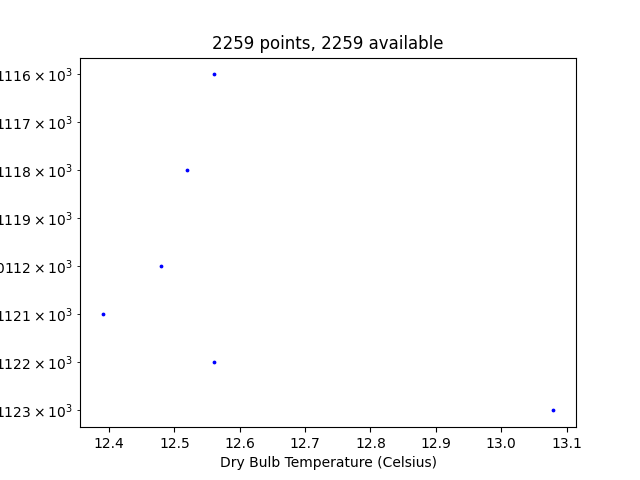 2259 points, 2259 available
1116 × 10³
1117 × 10³
1118 × 10³
1119 × 10³
0112 × 10³
1121 × 10³
1122 × 10³
1123 × 10³
12.4 12.5 12.6 12.7 12.8 12.9 13.0 13.1
Dry Bulb Temperature (Celsius)